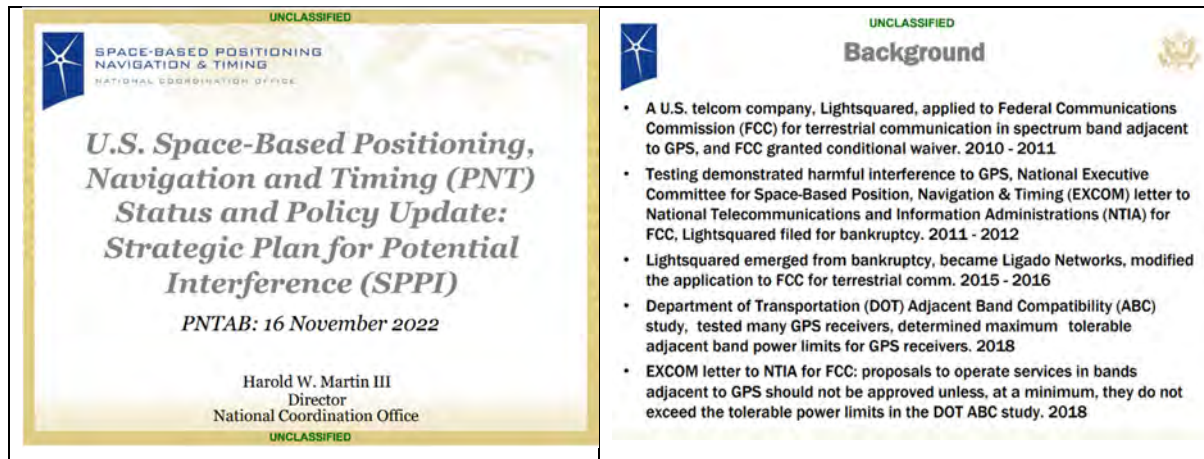 UNCLASSIFIED
SPACE-BASED POSITIONING
NAVIGATION & TIMING
NATIONAL COORDINATION OFFICE
U.S. Space-Based Positioning,
Navigation and Timing (PNT)
Status and Policy Update:
Strategic Plan for Potential
Interference (SPPI)
PNTAB: 16 November 2022
Harold W. Martin III
Director
National Coordination Office
UNCLASSIFIED
UNCLASSIFIED
Background
• A U.S. telcom company, Lightsquared, applied to Federal Communications
Commission (FCC) for terrestrial communication in spectrum band adjacent
to GPS, and FCC granted conditional waiver. 2010 - 2011
• Testing demonstrated harmful interference to GPS, National Executive
Committee for Space-Based Position, Navigation & Timing (EXCOM) letter to
National Telecommunications and Information Administrations (NTIA) for
FCC, Lightsquared filed for bankruptcy. 2011 - 2012
• Lightsquared emerged from bankruptcy, became Ligado Networks, modified
the application to FCC for terrestrial comm. 2015 - 2016
• Department of Transportation (DOT) Adjacent Band Compatibility (ABC)
study, tested many GPS receivers, determined maximum tolerable
adjacent band power limits for GPS receivers. 2018
• EXCOM letter to NTIA for FCC: proposals to operate services in bands
adjacent to GPS should not be approved unless, at a minimum, they do not
exceed the tolerable power limits in the DOT ABC study. 2018